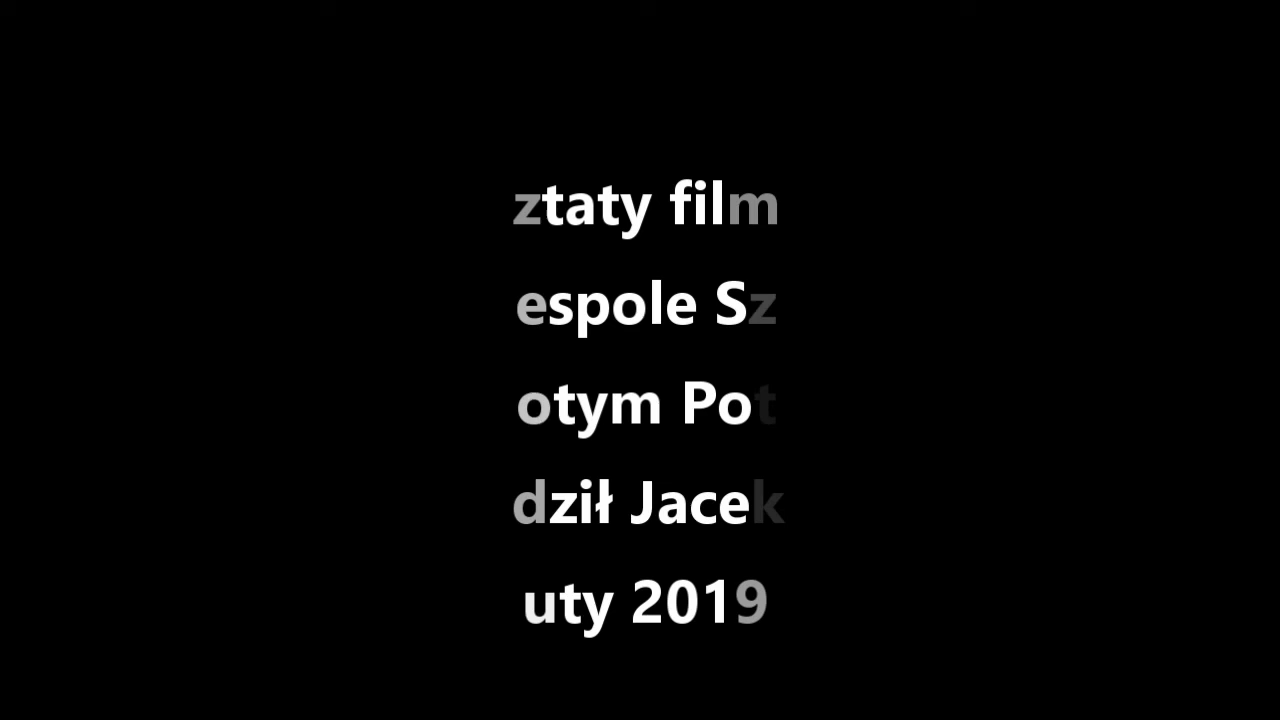 ztaty film
espole Sz
otym Pot
dził Jacek
uty 2019